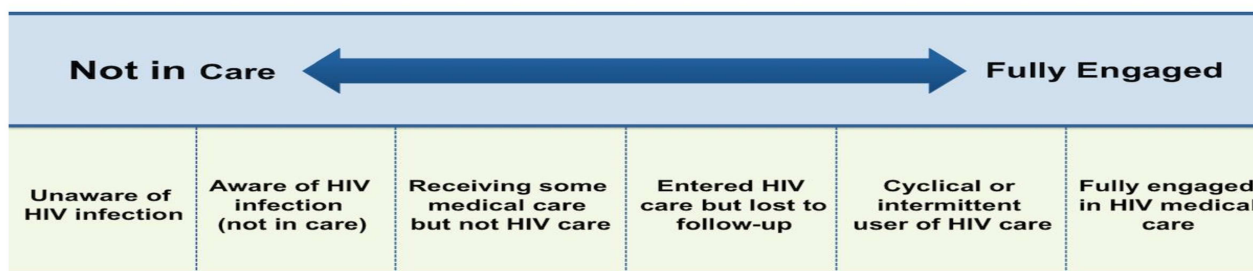 Not in Care
Fully Engaged
Unaware of
HIV infection
Aware of HIV
infection
(not in care)
Receiving some
medical care
but not HIV care
Entered HIV
care but lost to
follow-up
Cyclical or
intermittent
user of HIV care
Fully engaged
in HIV medical
care